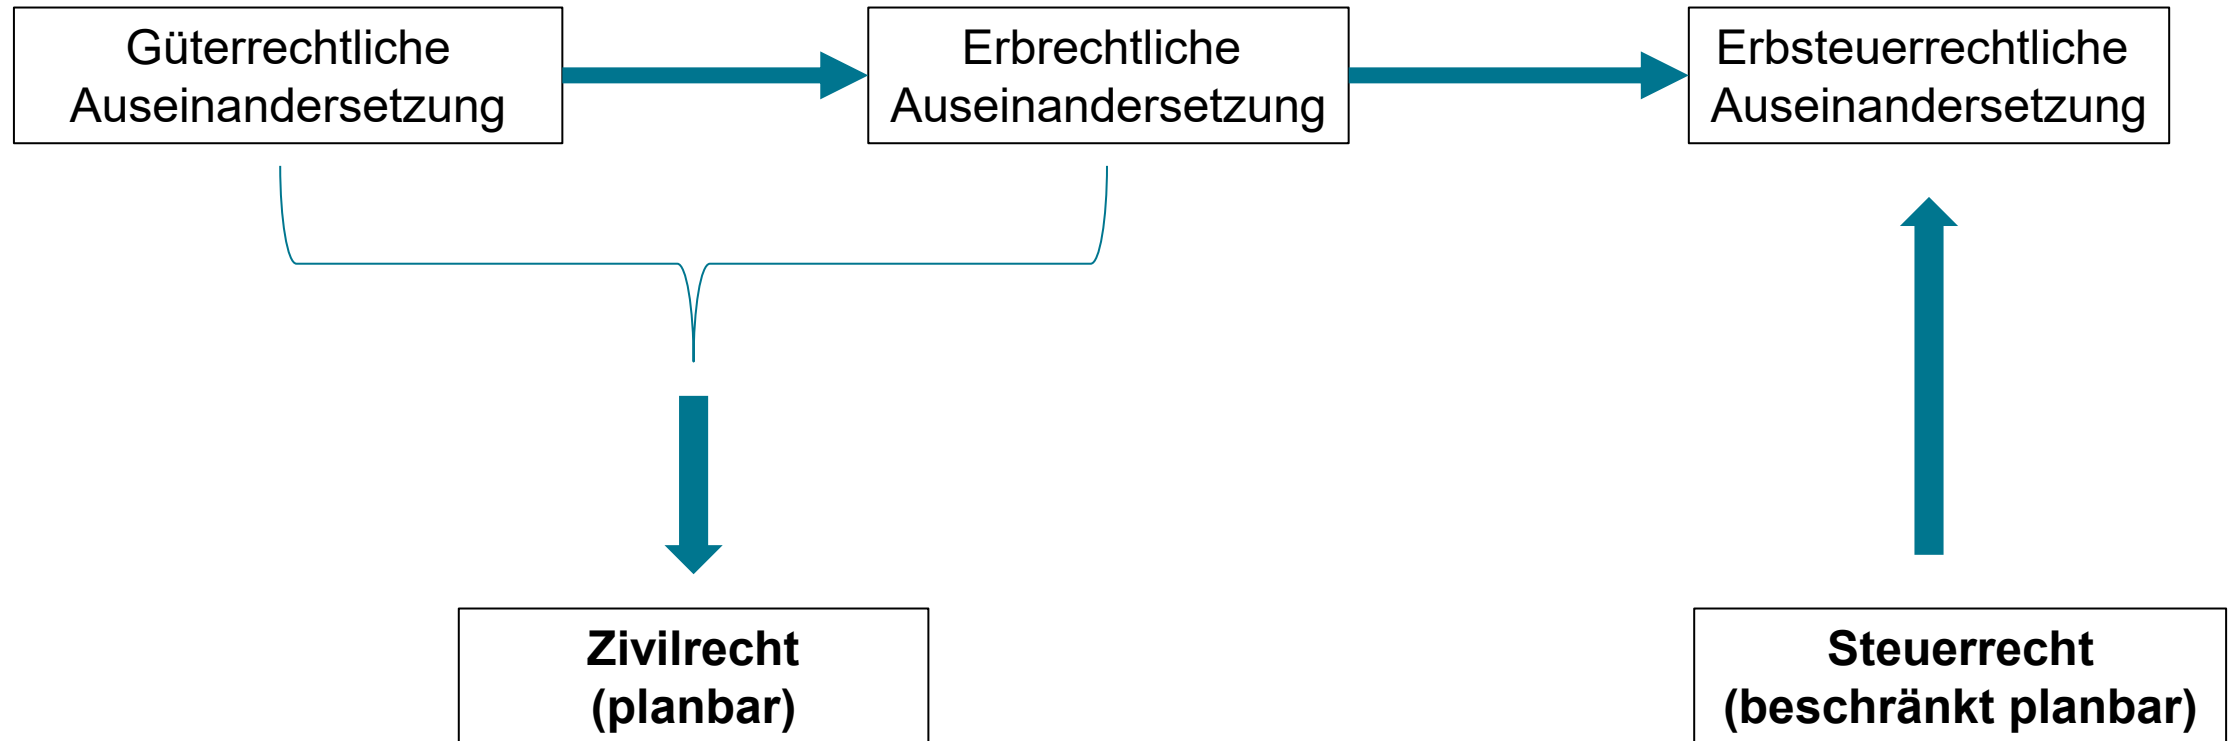 Güterrechtliche
Auseinandersetzung
Erbrechtliche
Auseinandersetzung
Erbsteuerrechtliche
Auseinandersetzung
Zivilrecht
(planbar)
Steuerrecht
(beschränkt planbar)